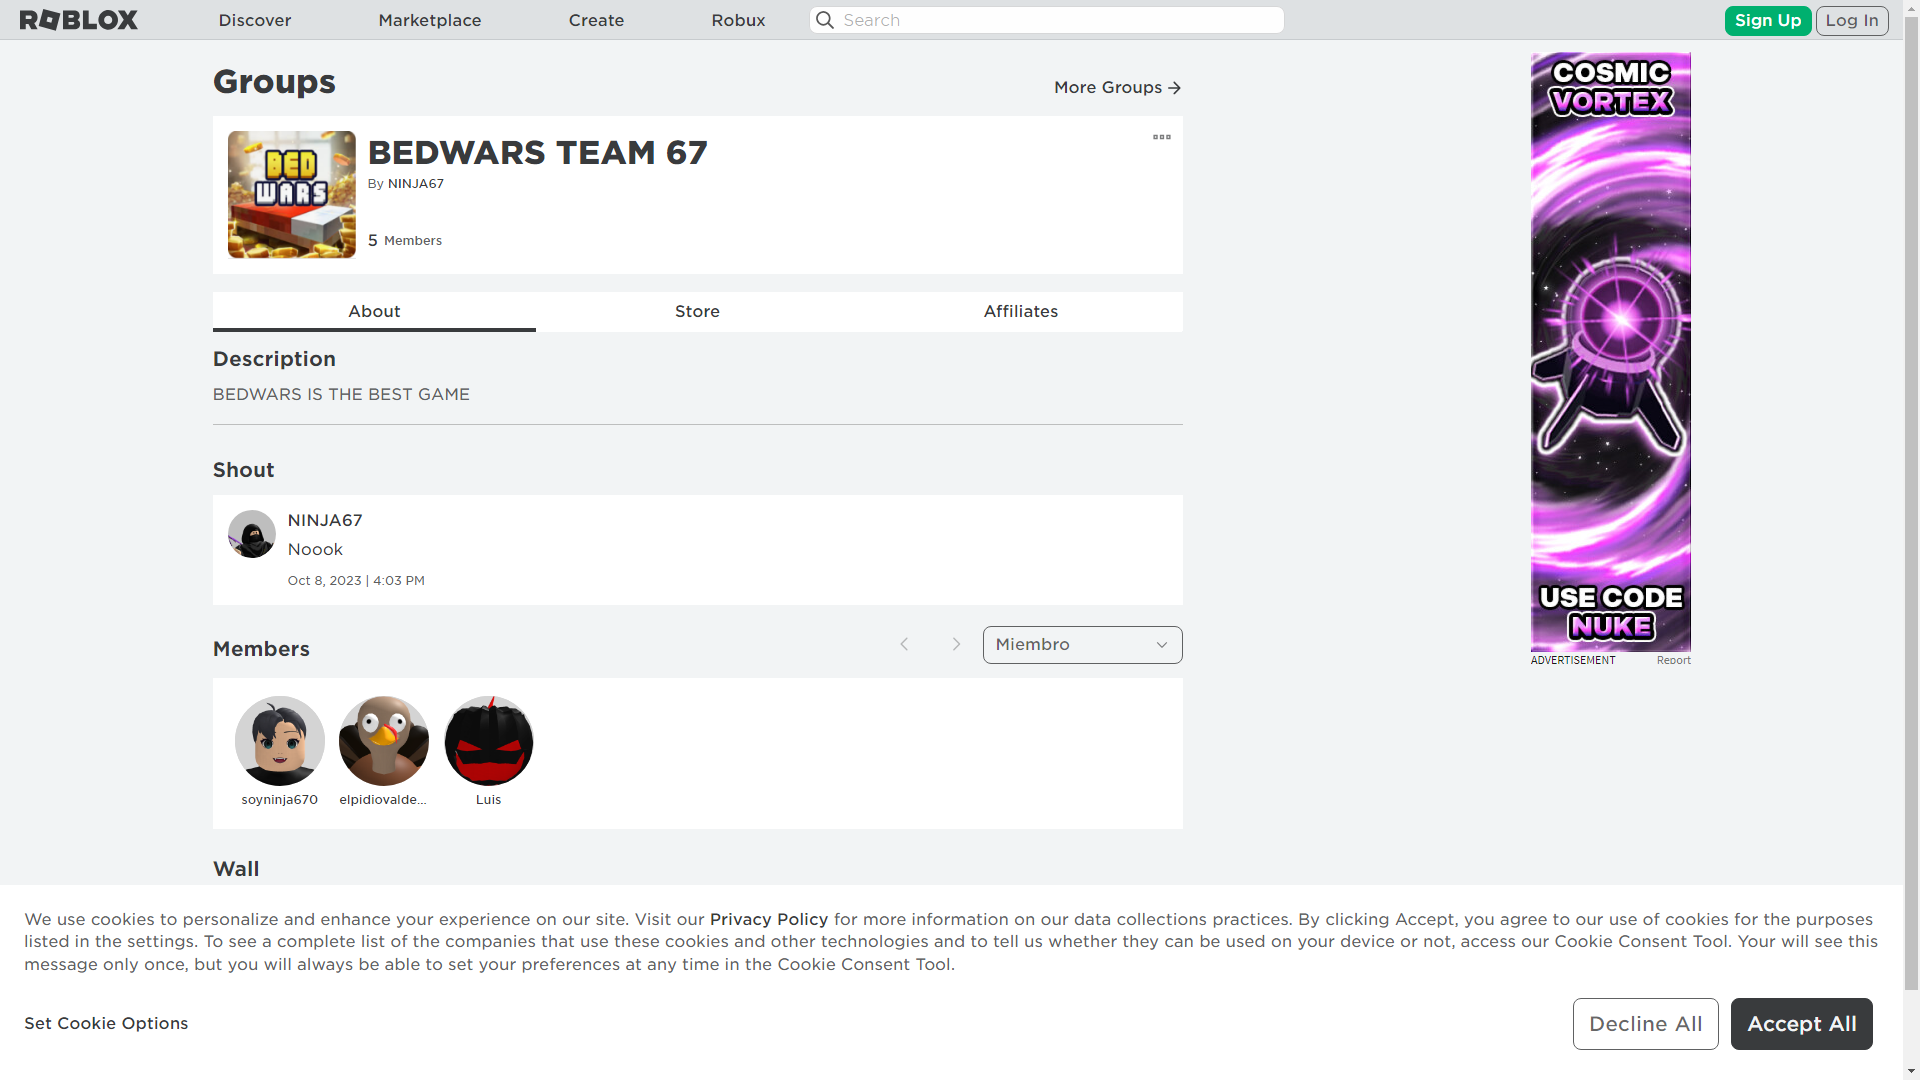 ROBLOX
Discover
Marketplace
Create
Robux
Search
Sign Up
Log In
Groups
More Groups
BED
WARS
BEDWARS TEAM 67
By NINJA67
5 Members
About
Store
Affiliates
Description
BEDWARS IS THE BEST GAME
Shout
NINJA67
Noook
Oct 8, 2023 | 4:03 PM
Members
Miembro
soyninja670
elpidiovalde...
Luis
Wall
COSMIC
VORTEX
USE CODE
NUKE
ADVERTISEMENT
Report
We use cookies to personalize and enhance your experience on our site. Visit our Privacy Policy for more information on our data collections practices. By clicking Accept, you agree to our use of cookies for the purposes
listed in the settings. To see a complete list of the companies that use these cookies and other technologies and to tell us whether they can be used on your device or not, access our Cookie Consent Tool. Your will see this
message only once, but you will always be able to set your preferences at any time in the Cookie Consent Tool.
Set Cookie Options
Decline All
Accept All